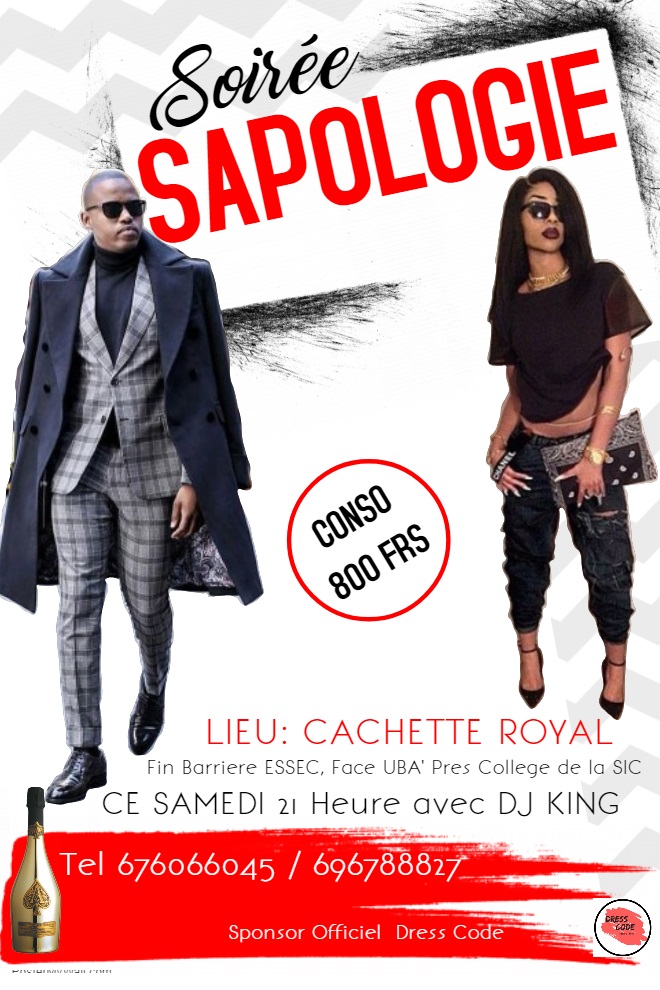 Soirée
SAPOLOGIE
CHANEL
CONSO
800 FRS
LIEU: CACHETTE ROYAL
Fin Barriere ESSEC, Face UBA' Pres College de la SIC
CE SAMEDI 21 Heure avec DJ KING
Tel 676066045 / 696788827
Sponsor Officiel Dress Code
DRESS
CODE